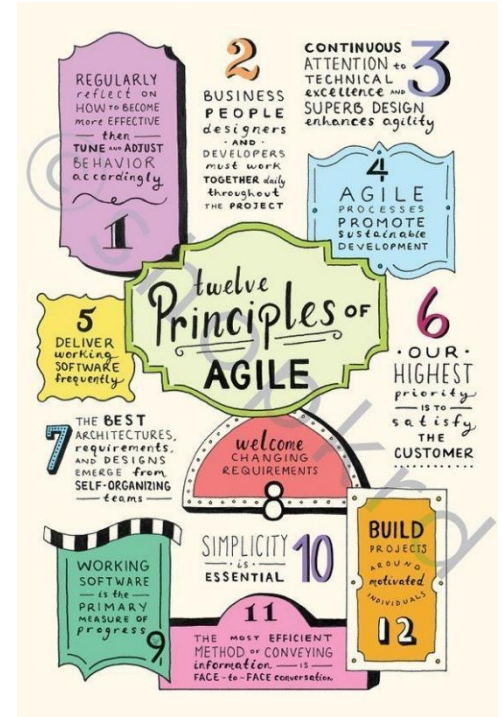 REGULARLY
reflect ON
HOW TO BECOME
more EFFECTIVE
then
TUNE AND ADJUST
BEHAVIOR
accordingly
1
2
BUSINESS
PEOPLE
designers
· AND ·
DEVELOPERS
must work
TOGETHER daily
throughout
THE PROJECT
3
CONTINUOUS
ATTENTION to
TECHNICAL
excellence AND
SUPERB DESIGN
enhances agility
4
AGILE
PROCESSES
PROMOTE
sustainable
DEVELOPMENT
twelve
Principles OF
AGILE
5
DELIVER
working
SOFTWARE
frequently
6
· OUR ·
HIGHEST
priority
IS TO
satisfy
THE
CUSTOMER
7
THE BEST
ARCHITECTURES,
requirements,
AND DESIGNS
EMERGE from
SELF-ORGANIZING
teams
welcome
CHANGING
REQUIREMENTS
8
WORKING
SOFTWARE
is the
PRIMARY
MEASURE OF
progress
9
SIMPLICITY
· is ·
ESSENTIAL
10
11
THE MOST EFFICIENT
METHOD OF CONVEYING
information — IS
FACE-to-FACE conversation
BUILD
PROJECTS
AROUND
motivated
INDIVIDUALS
12
© shopkrd